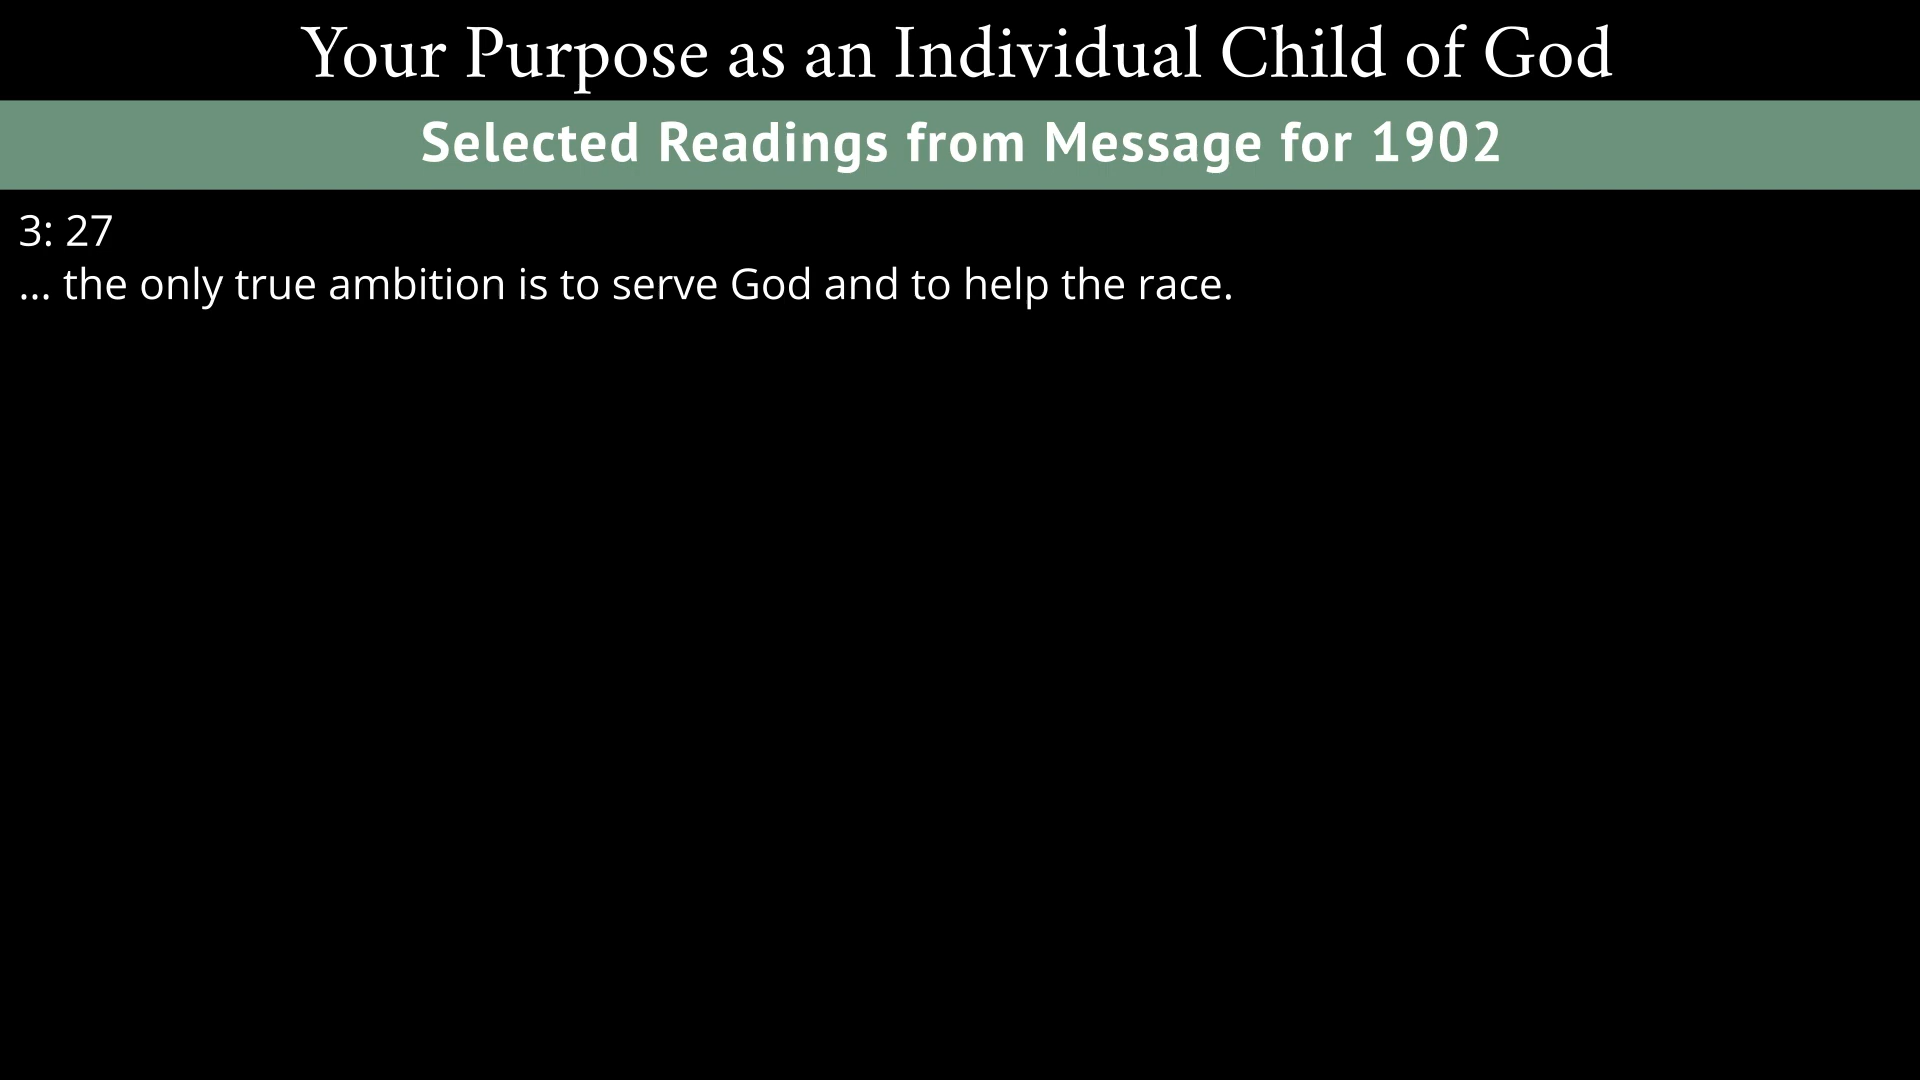 Your Purpose as an Individual Child of God
Selected Readings from Message for 1902
3: 27
... the only true ambition is to serve God and to help the race.